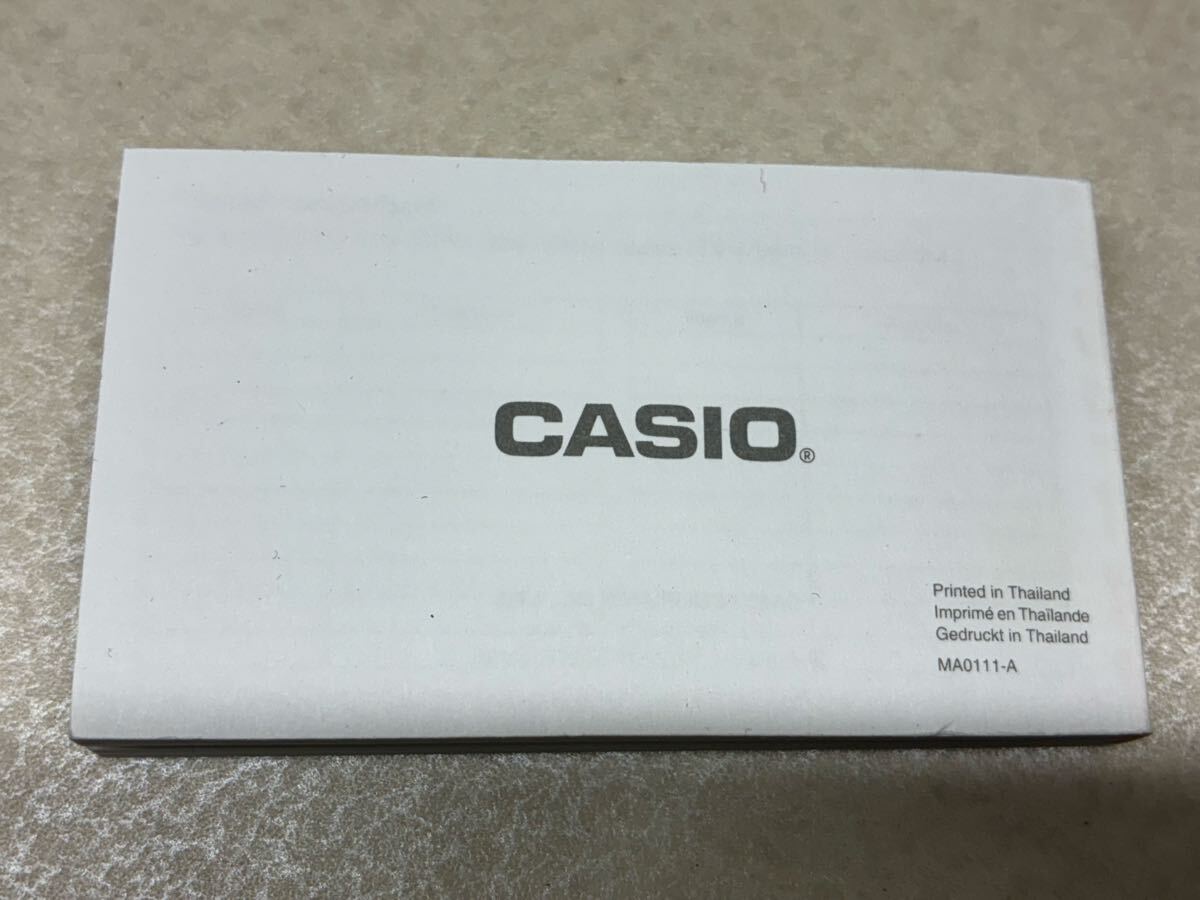 CASIO®
Printed in Thailand
Imprimé en Thaïlande
Gedruckt in Thailand
MA0111-A